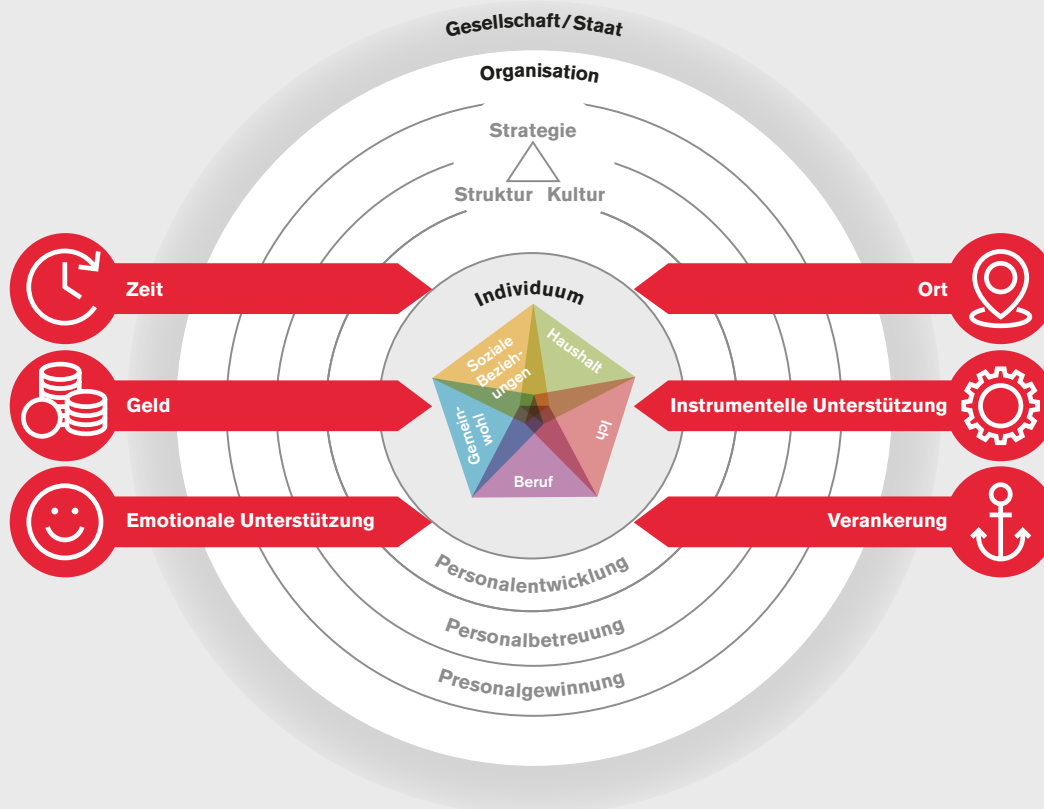 Gesellschaft/Staat
Organisation
Strategie
Struktur Kultur
Zeit
Ort
Individuum
Soziale
Bezieh-
ungen
Haushalt
Geld
Instrumentelle Unterstützung
Gemein-
wohl
Ich
Beruf
Emotionale Unterstützung
Verankerung
Personalentwicklung
Personalbetreuung
Presonalgewinnung